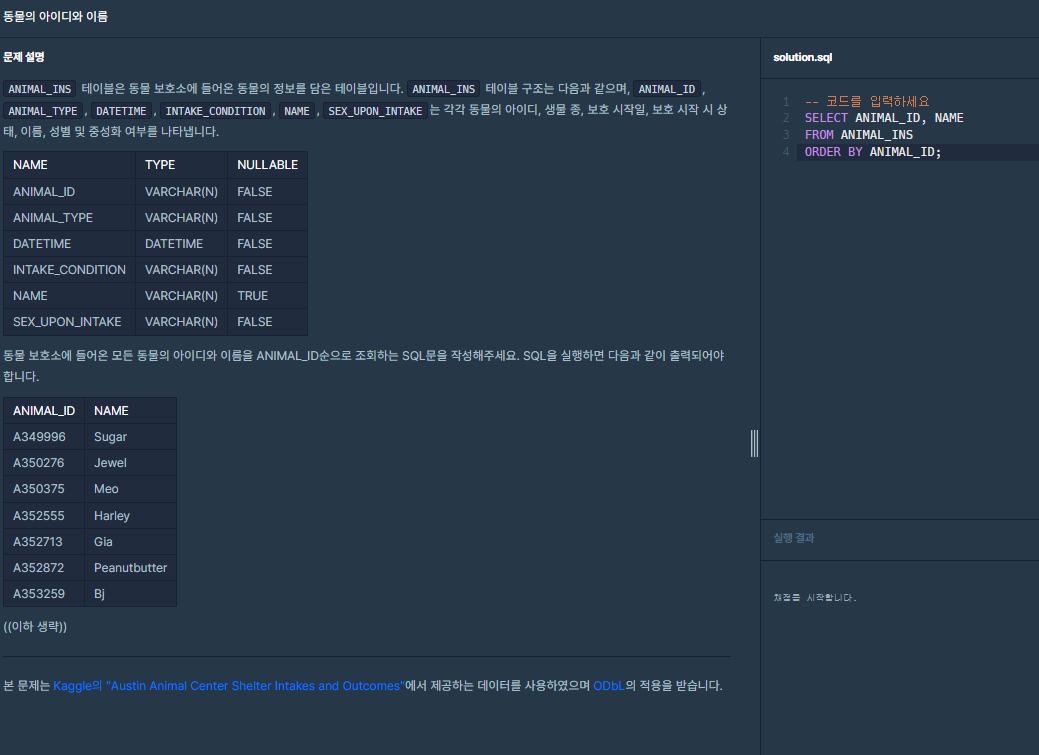 동물의 아이디와 이름
문제 설명
ANIMAL_INS 테이블은 동물 보호소에 들어온 동물의 정보를 담은 테이블입니다. ANIMAL_INS 테이블 구조는 다음과 같으며, ANIMAL_ID ,
ANIMAL_TYPE , DATETIME , INTAKE_CONDITION , NAME , SEX_UPON_INTAKE 는 각각 동물의 아이디, 생물 종, 보호 시작일, 보호 시작 시 상
태, 이름, 성별 및 중성화 여부를 나타냅니다.
NAME TYPE NULLABLE
ANIMAL_ID VARCHAR(N) FALSE
ANIMAL_TYPE VARCHAR(N) FALSE
DATETIME DATETIME FALSE
INTAKE_CONDITION VARCHAR(N) FALSE
NAME VARCHAR(N) TRUE
SEX_UPON_INTAKE VARCHAR(N) FALSE
동물 보호소에 들어온 모든 동물의 아이디와 이름을 ANIMAL_ID순으로 조회하는 SQL문을 작성해주세요. SQL을 실행하면 다음과 같이 출력되어야
합니다.
ANIMAL_ID NAME
A349996 Sugar
A350276 Jewel
A350375 Meo
A352555 Harley
A352713 Gia
A352872 Peanutbutter
A353259 Bj
((이하 생략))
본 문제는 Kaggle의 "Austin Animal Center Shelter Intakes and Outcomes"에서 제공하는 데이터를 사용하였으며 ODbL의 적용을 받습니다.
solution.sql
1 -- 코드를 입력하세요
2 SELECT ANIMAL_ID, NAME
3 FROM ANIMAL_INS
4 ORDER BY ANIMAL_ID;
실행 결과
채점을 시작합니다.